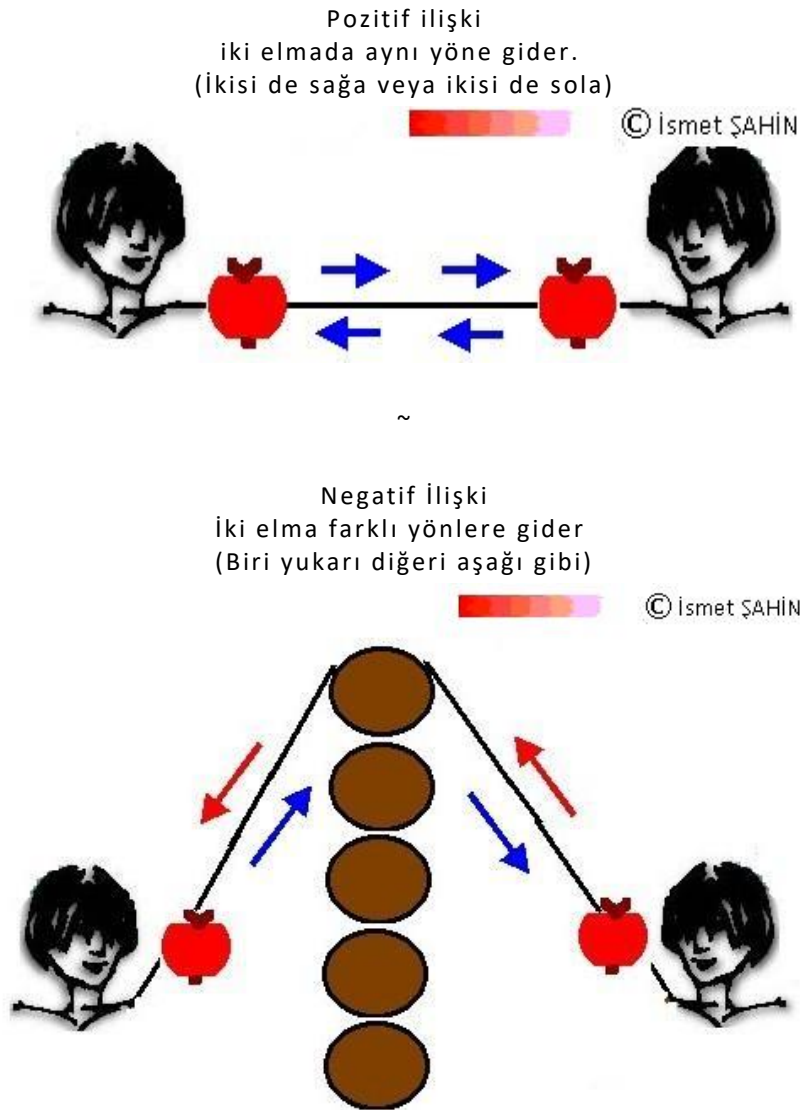 Pozitif ilişki
iki elmada aynı yöne gider.
(İkisi de sağa veya ikisi de sola)
© İsmet ŞAHİN
~
Negatif İlişki
İki elma farklı yönlere gider
(Biri yukarı diğeri aşağı gibi)
© İsmet ŞAHİN